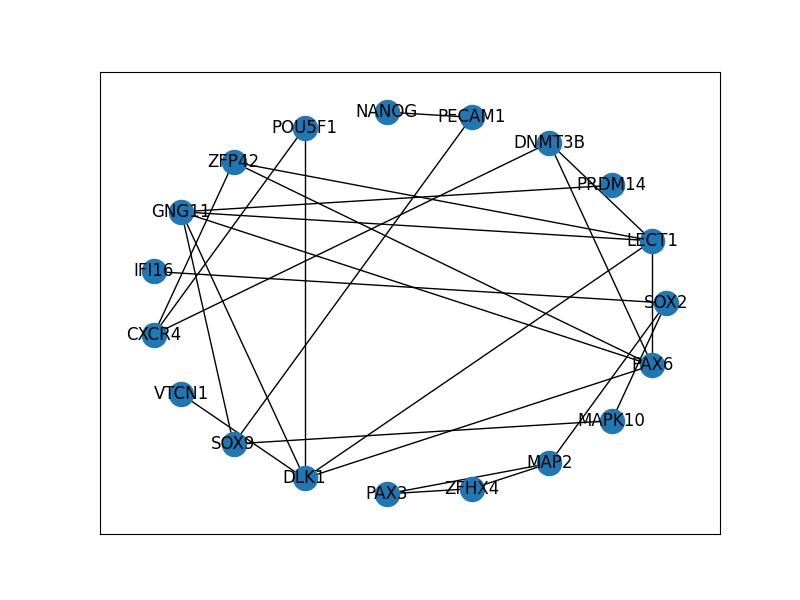 NANOG
PECAM1
POU5F1
DNMT3B
ZFP42
PRDM14
GNG11
LECT1
IFI16
SOX2
CXCR4
PAX6
VTCN1
MAPK10
SOX9
MAP2
DLK1
ZFHX4
PAX3